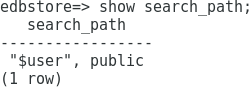 edbstore=> show search_path;
search_path
-----------------
"$user", public
(1 row)